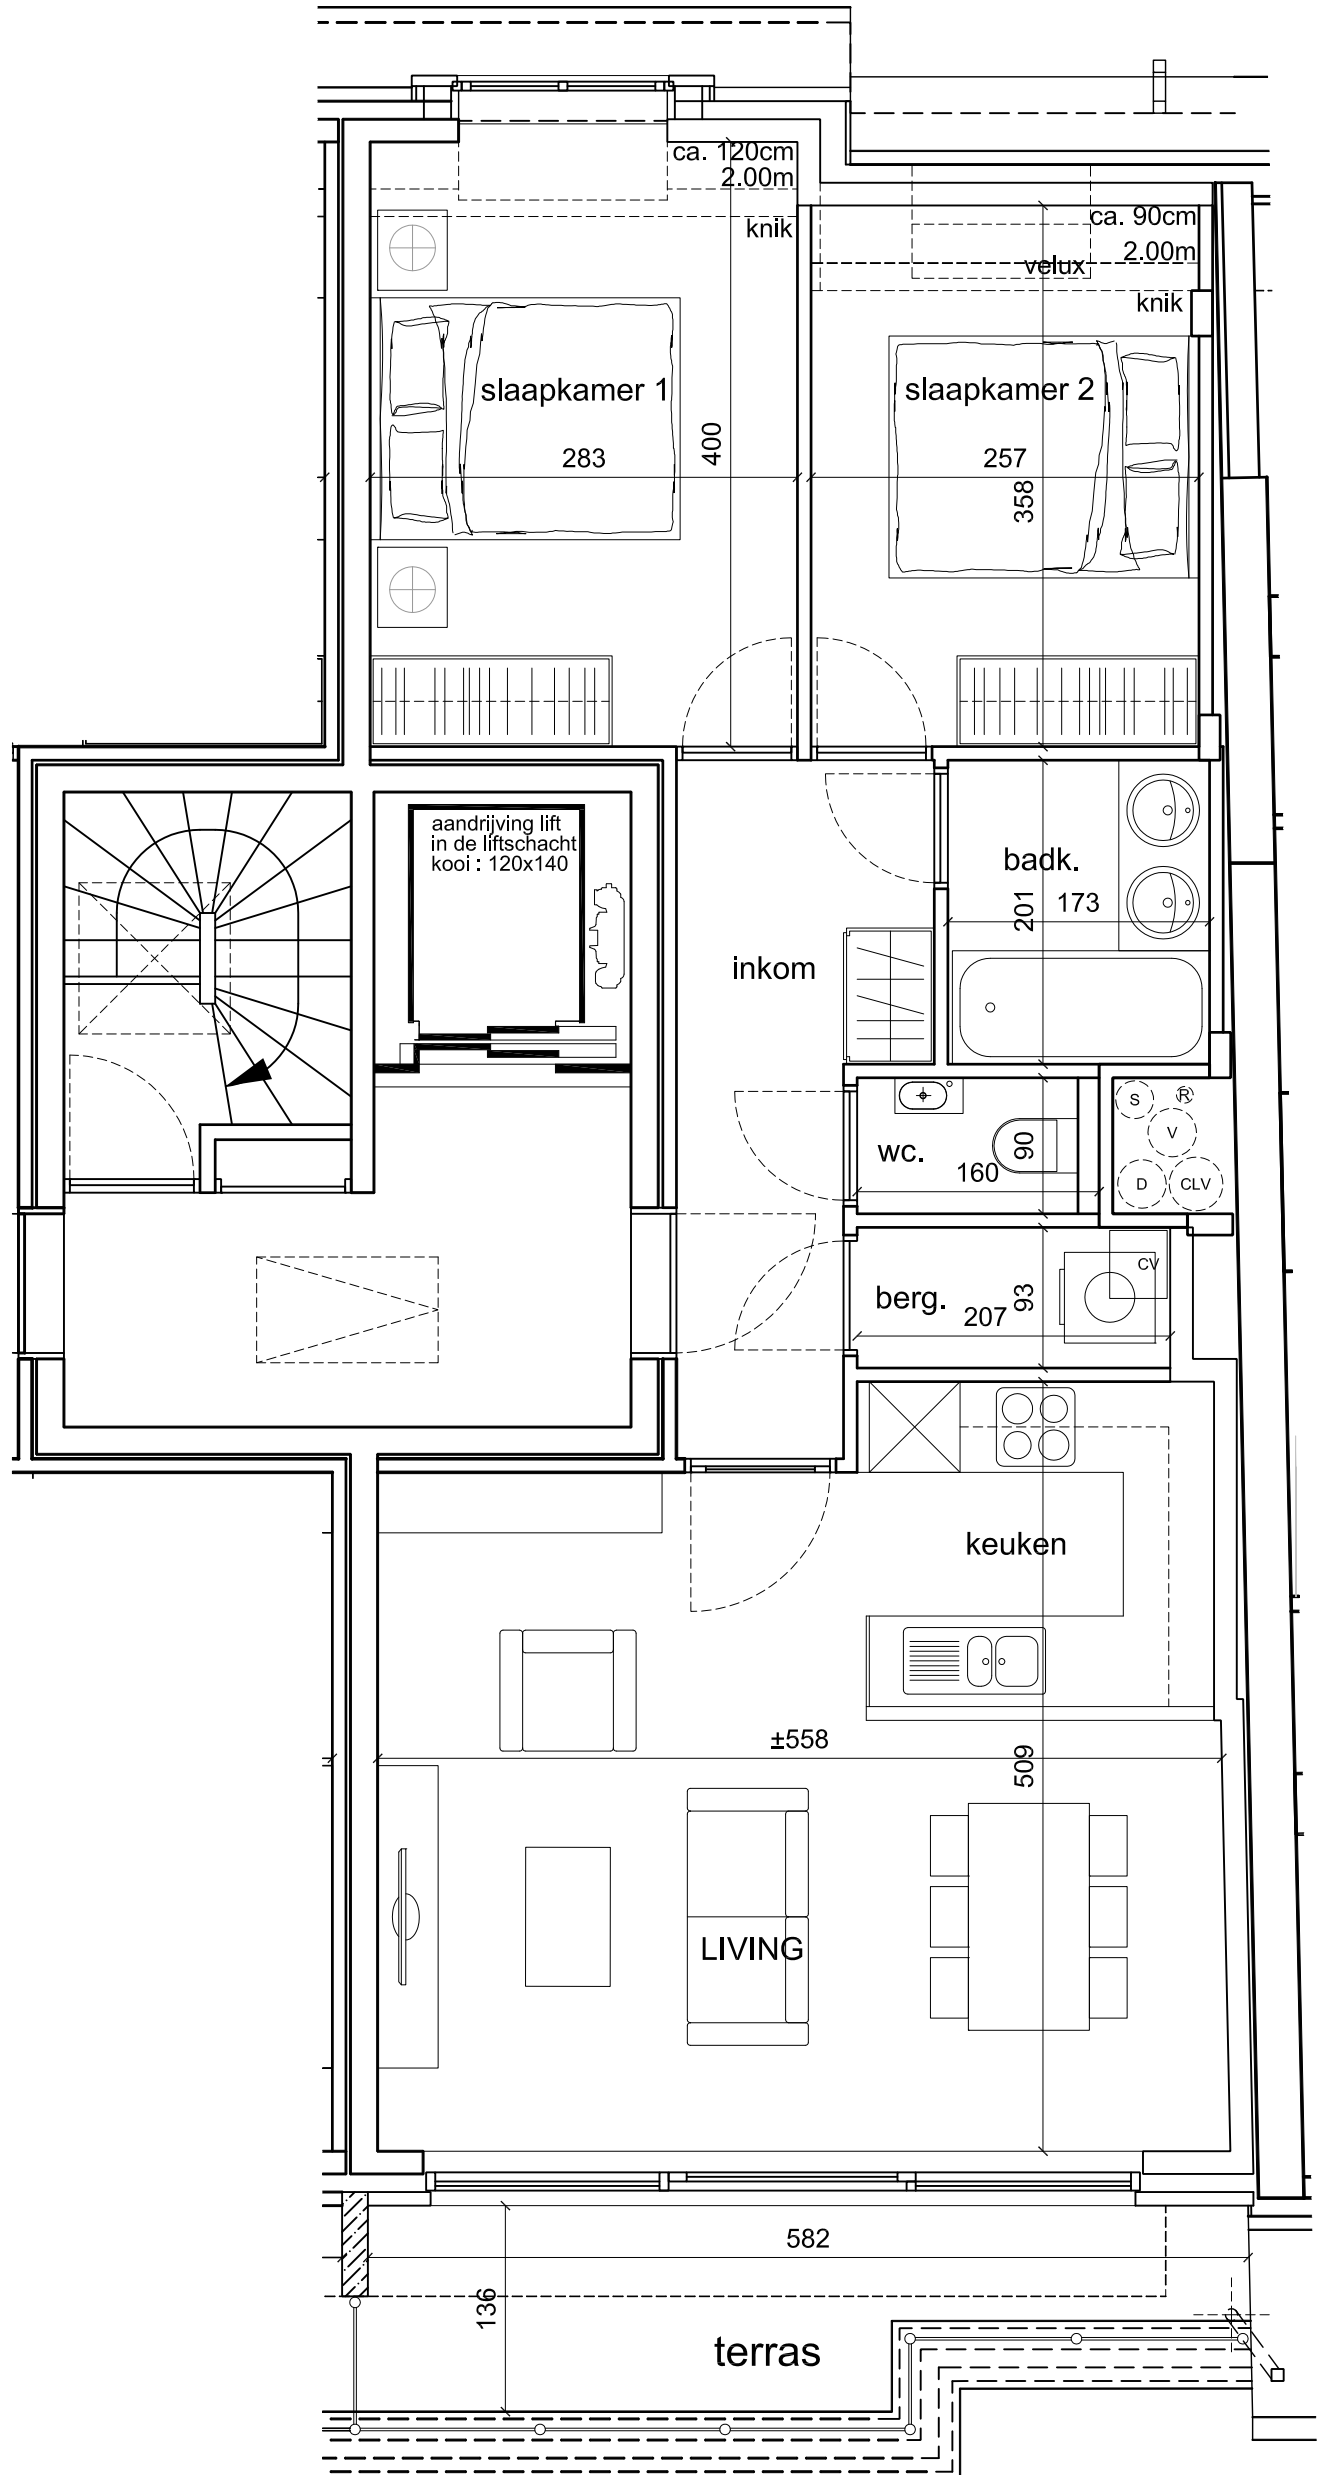 ca. 120cm
2.00m
knik
ca. 90cm
2.00m
velux
knik
slaapkamer 1
slaapkamer 2
283
400
257
358
aandrijving lift
in de liftschacht
kooi : 120x140
badk.
201
173
inkom
S
R
V
D
CLV
wc.
90
160
CV
berg.
93
207
keuken
±558
509
LIVING
582
136
terras